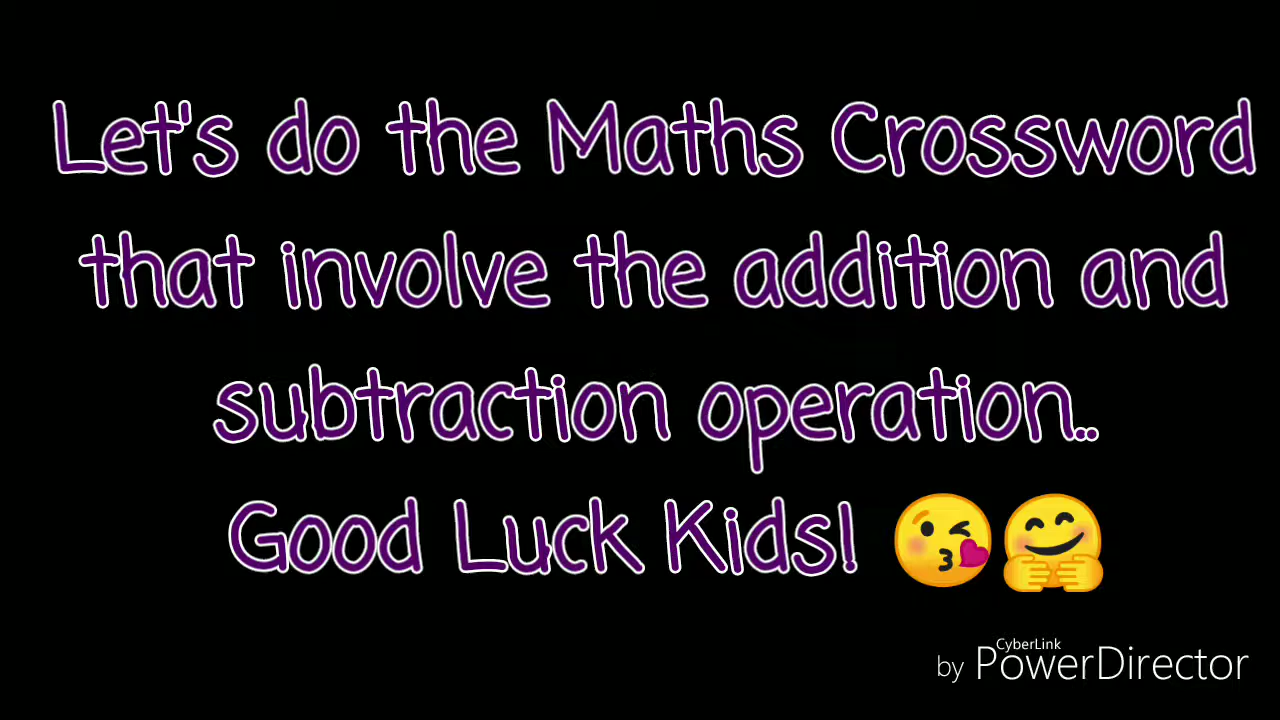 Let's do the Maths Crossword
that involve the addition and
subtraction operation..
Good Luck Kids! 😘🤗
CyberLink
by PowerDirector